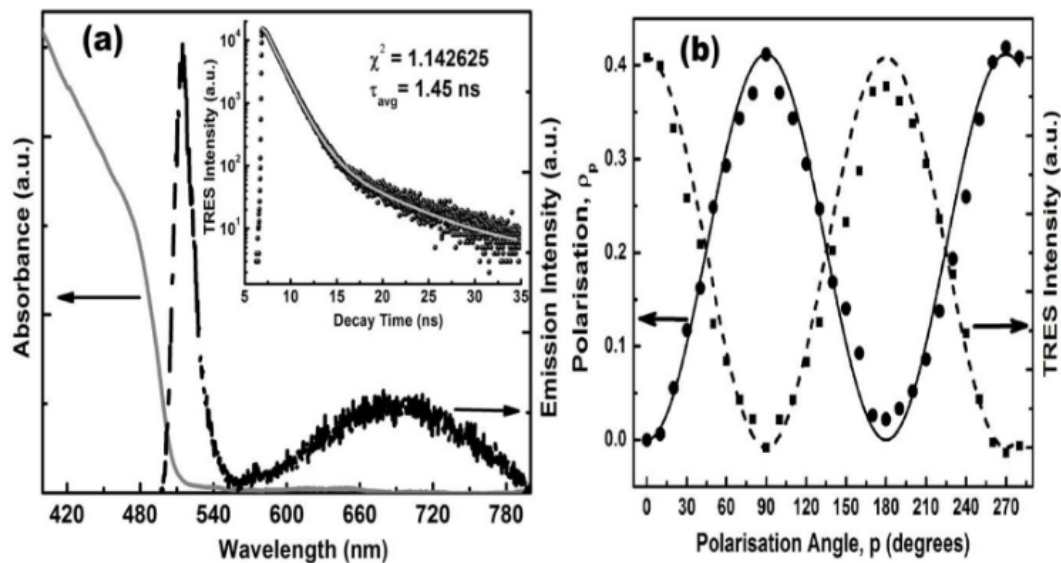 (a)
χ² = 1.142625
τavg = 1.45 ns
TRES Intensity (a.u.)
10⁴
10³
10²
10¹
5 10 15 20 25 30 35
Decay Time (ns)
Absorbance (a.u.)
Emission Intensity (a.u.)
420 480 540 600 660 720 780
Wavelength (nm)
(b)
Polarisation, ρp
0.4
0.3
0.2
0.1
0.0
TRES Intensity (a.u.)
0 30 60 90 120 150 180 210 240 270
Polarisation Angle, p (degrees)